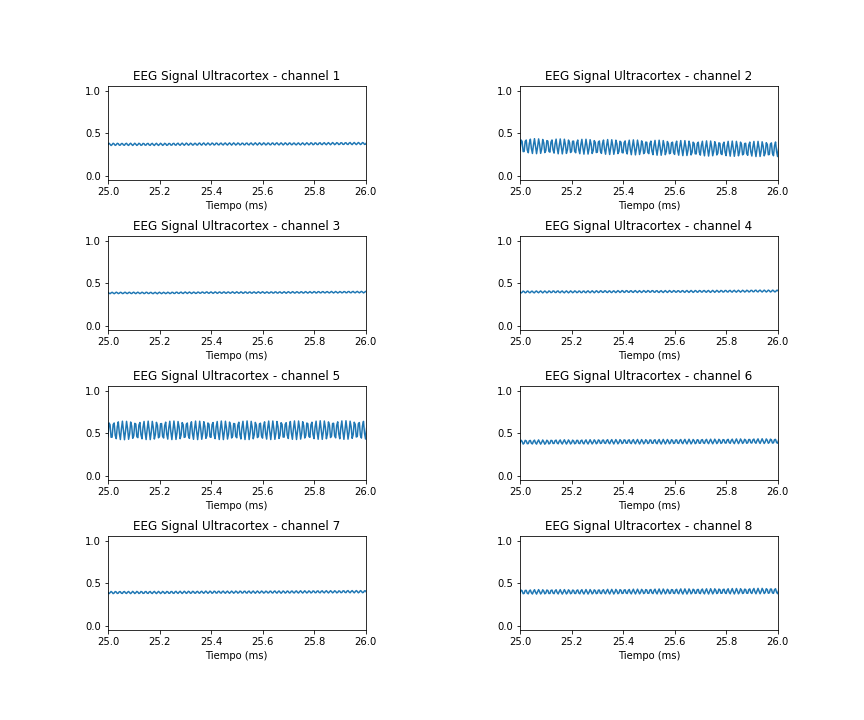 EEG Signal Ultracortex - channel 1
1.0
0.5
0.0
25.0 25.2 25.4 25.6 25.8 26.0
Tiempo (ms)
EEG Signal Ultracortex - channel 2
1.0
0.5
0.0
25.0 25.2 25.4 25.6 25.8 26.0
Tiempo (ms)
EEG Signal Ultracortex - channel 3
1.0
0.5
0.0
25.0 25.2 25.4 25.6 25.8 26.0
Tiempo (ms)
EEG Signal Ultracortex - channel 4
1.0
0.5
0.0
25.0 25.2 25.4 25.6 25.8 26.0
Tiempo (ms)
EEG Signal Ultracortex - channel 5
1.0
0.5
0.0
25.0 25.2 25.4 25.6 25.8 26.0
Tiempo (ms)
EEG Signal Ultracortex - channel 6
1.0
0.5
0.0
25.0 25.2 25.4 25.6 25.8 26.0
Tiempo (ms)
EEG Signal Ultracortex - channel 7
1.0
0.5
0.0
25.0 25.2 25.4 25.6 25.8 26.0
Tiempo (ms)
EEG Signal Ultracortex - channel 8
1.0
0.5
0.0
25.0 25.2 25.4 25.6 25.8 26.0
Tiempo (ms)